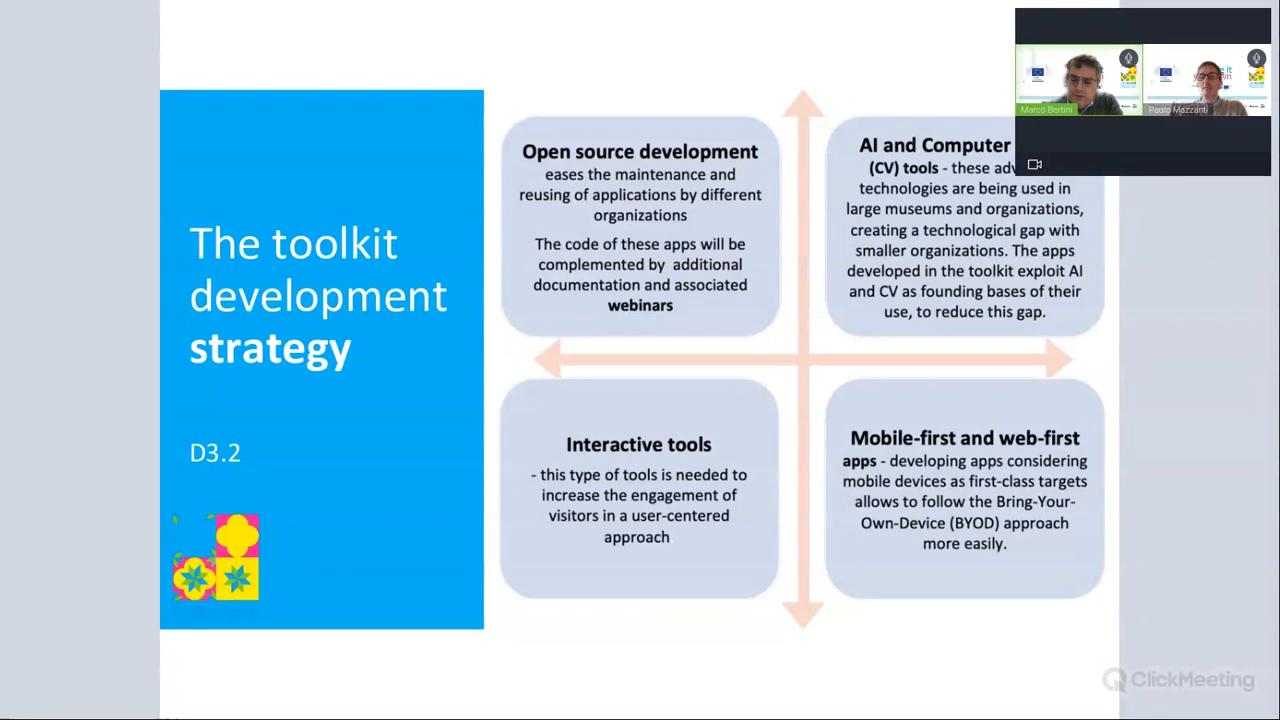 The toolkit
development
strategy
D3.2
Open source development
eases the maintenance and
reusing of applications by different
organizations
The code of these apps will be
complemented by additional
documentation and associated
webinars
AI and Computer
(CV) tools - these
technologies are being used in
large museums and organizations,
creating a technological gap with
smaller organizations. The apps
developed in the toolkit exploit AI
and CV as founding bases of their
use, to reduce this gap.
Interactive tools
- this type of tools is needed to
increase the engagement of
visitors in a user-centered
approach
Mobile-first and web-first
apps - developing apps considering
mobile devices as first-class targets
allows to follow the Bring-Your-
Own-Device (BYOD) approach
more easily.
Marco Bertini
Paolo Mazzanti
ClickMeeting